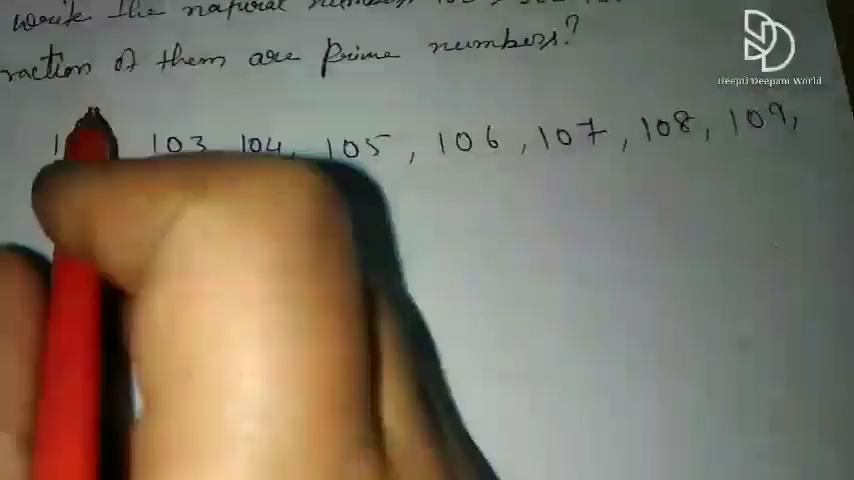 write the natural numbers
raction of them are prime numbers?
Deepti Deepam World
103 104, 105, 106, 107, 108, 109,